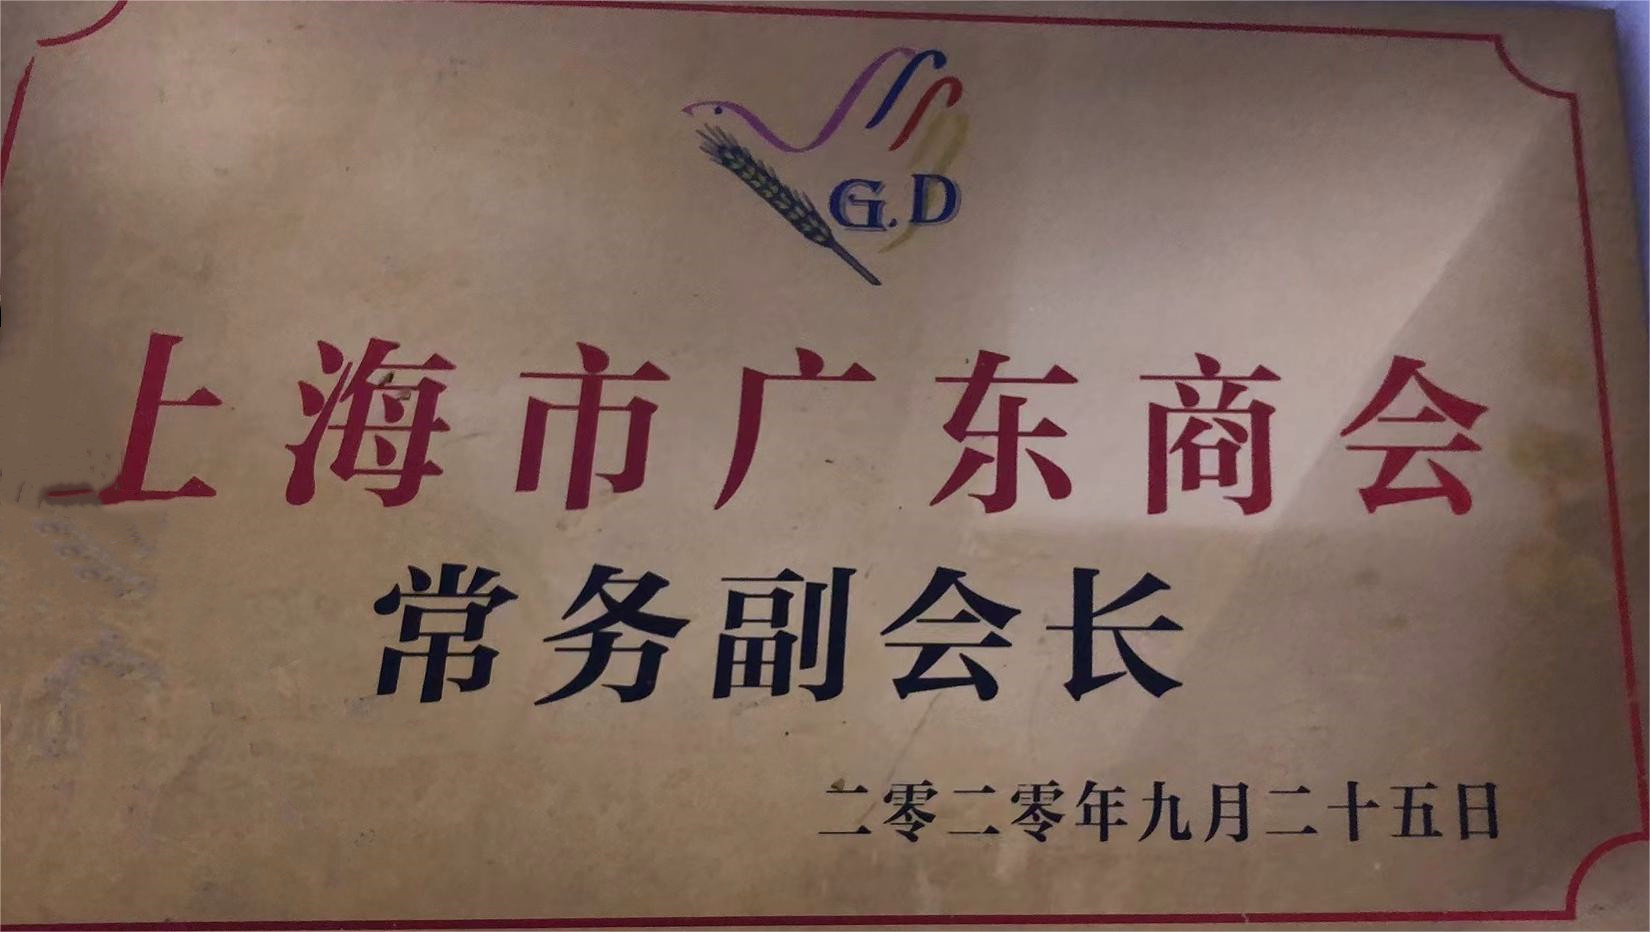 G.D
上海市广东商会
常务副会长
二零二零年九月二十五日